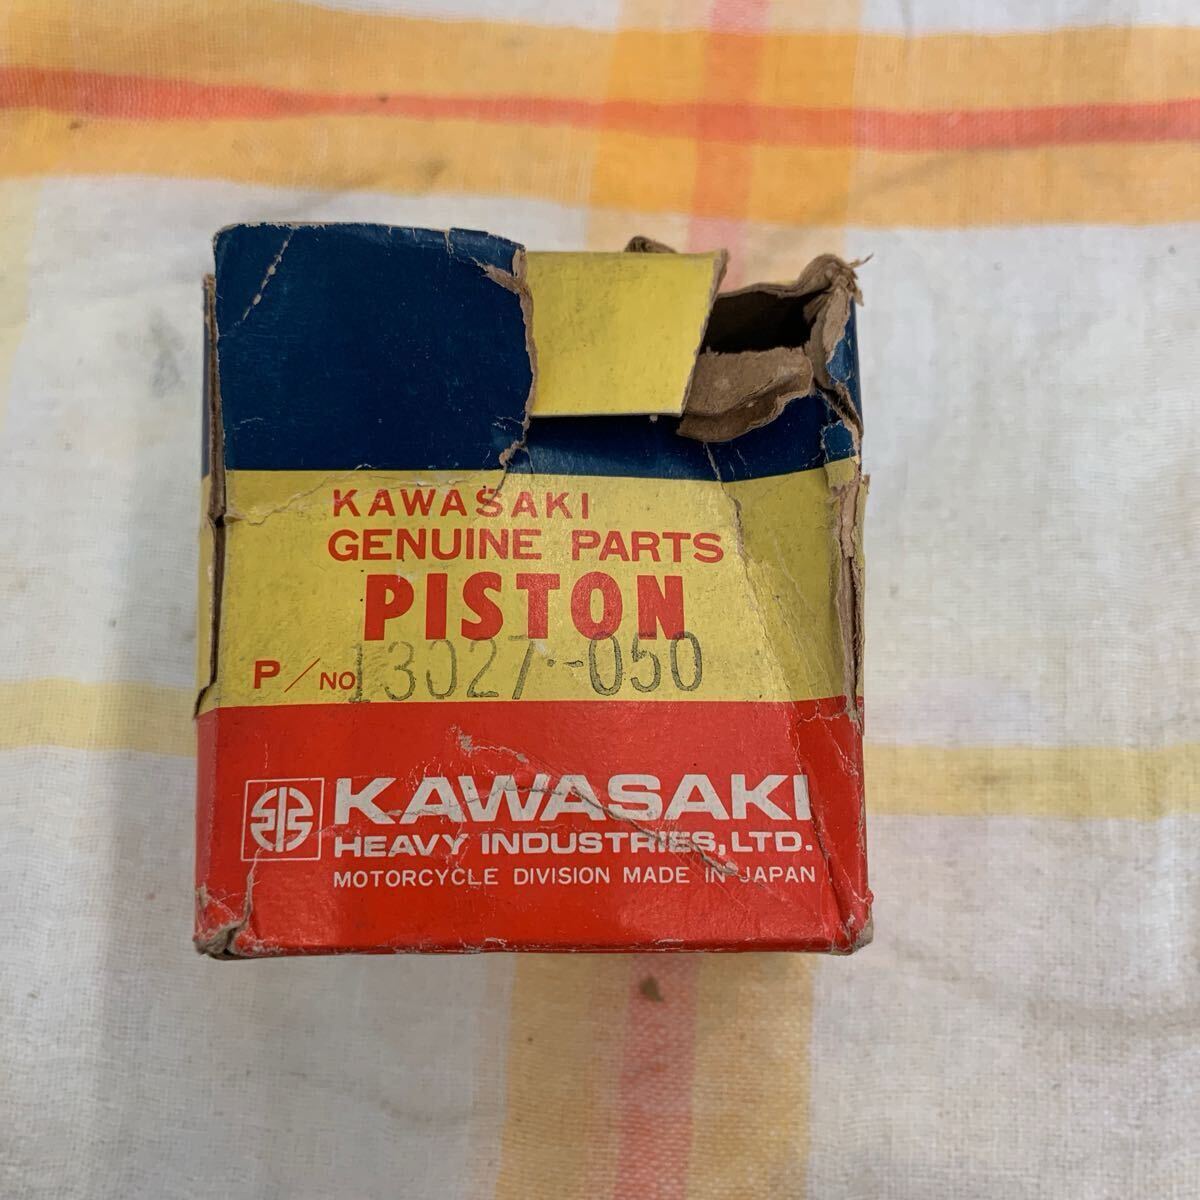 KAWASAKI
GENUINE PARTS
PISTON
P/NO 13027-050
KAWASAKI
HEAVY INDUSTRIES, LTD.
MOTORCYCLE DIVISION MADE IN JAPAN